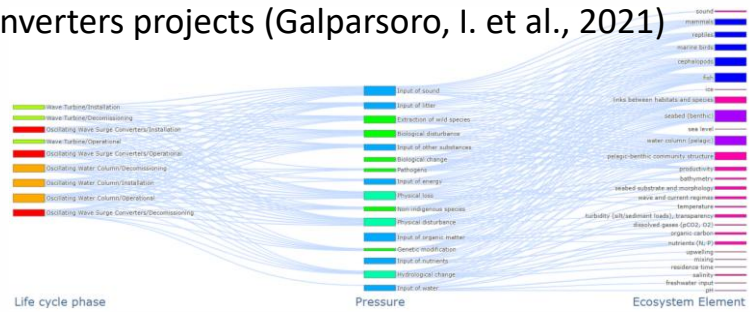 nverters projects (Galparsoro, I. et al., 2021)
Wave Turbine/Installation
Wave Turbine/Decomissioning
Oscillating Wave Surge Converters/Installation
Wave Turbine/Operational
Oscillating Wave Surge Converters/Operational
Oscillating Water Column/Decomissioning
Oscillating Water Column/Installation
Oscillating Water Column/Operational
Oscillating Wave Surge Converters/Decomissioning
Life cycle phase
Input of sound
Input of litter
Extraction of wild species
Biological disturbance
Input of other substances
Biological change
Pathogens
Input of energy
Physical loss
Non-indigenous species
Physical disturbance
Input of organic matter
Genetic modification
Input of nutrients
Hydrological change
Input of water
Pressure
sound
mammals
reptiles
marine birds
cephalopods
fish
ice
links between habitats and species
seabed (benthic)
sea level
water column (pelagic)
pelagic-benthic community structure
productivity
bathymetry
seabed substrate and morphology
wave and current regimes
temperature
turbidity (silt/sediment loads), transparency
dissolved gases (pCO2; O2)
organic carbon
nutrients (N; P)
upwelling
mixing
residence time
salinity
freshwater input
pH
Ecosystem Element